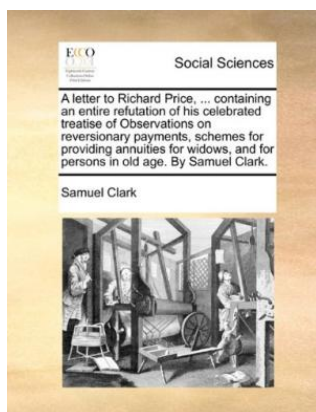 ECCO
Social Sciences
A letter to Richard Price, ... containing
an entire refutation of his celebrated
treatise of Observations on
reversionary payments, schemes for
providing annuities for widows, and for
persons in old age. By Samuel Clark.
Samuel Clark